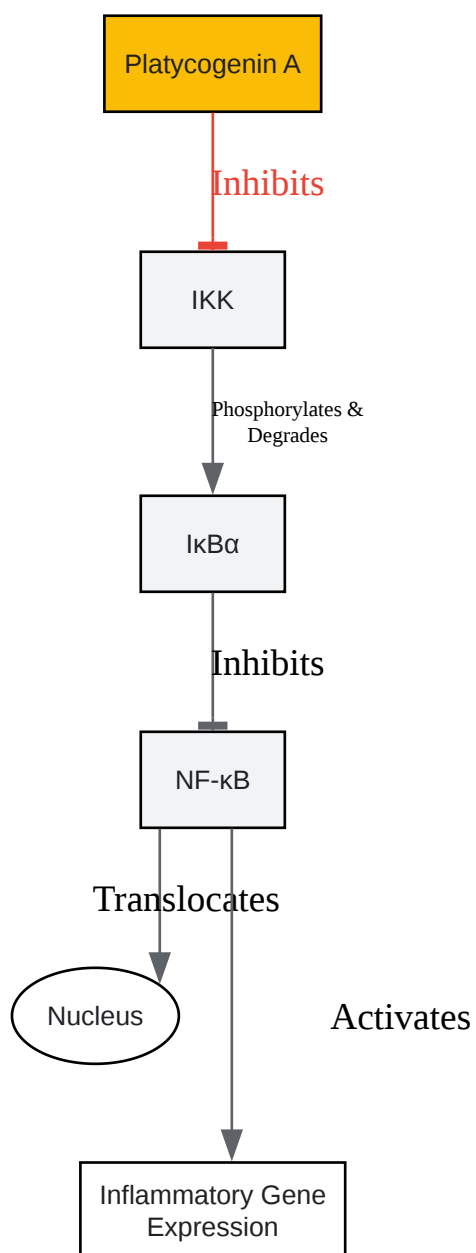 Platycogenin A
Inhibits
IKK
Phosphorylates &
Degrades
IκBα
Inhibits
NF-κB
Translocates
Nucleus
Activates
Inflammatory Gene
Expression